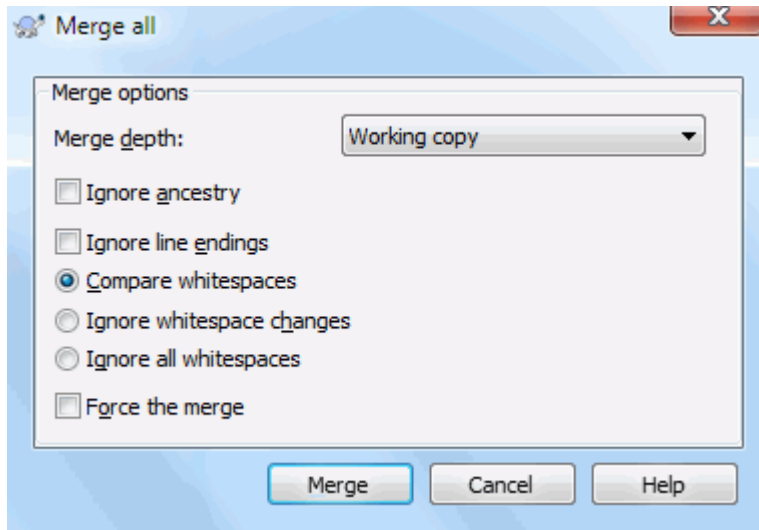 Merge all
Merge options
Merge depth: Working copy
Ignore ancestry
Ignore line endings
Compare whitespaces
Ignore whitespace changes
Ignore all whitespaces
Force the merge
Merge Cancel Help